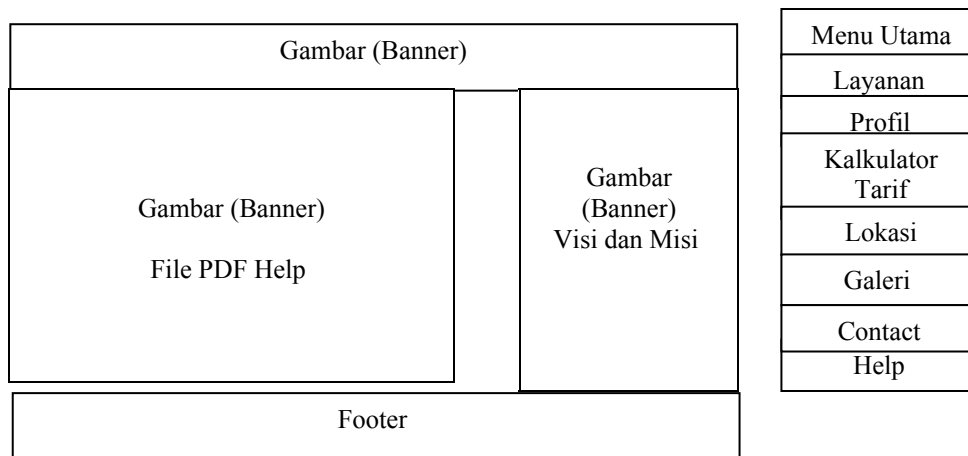 Gambar (Banner)
Gambar (Banner)
File PDF Help
Gambar
(Banner)
Visi dan Misi
Footer
Menu Utama
Layanan
Profil
Kalkulator
Tarif
Lokasi
Galeri
Contact
Help